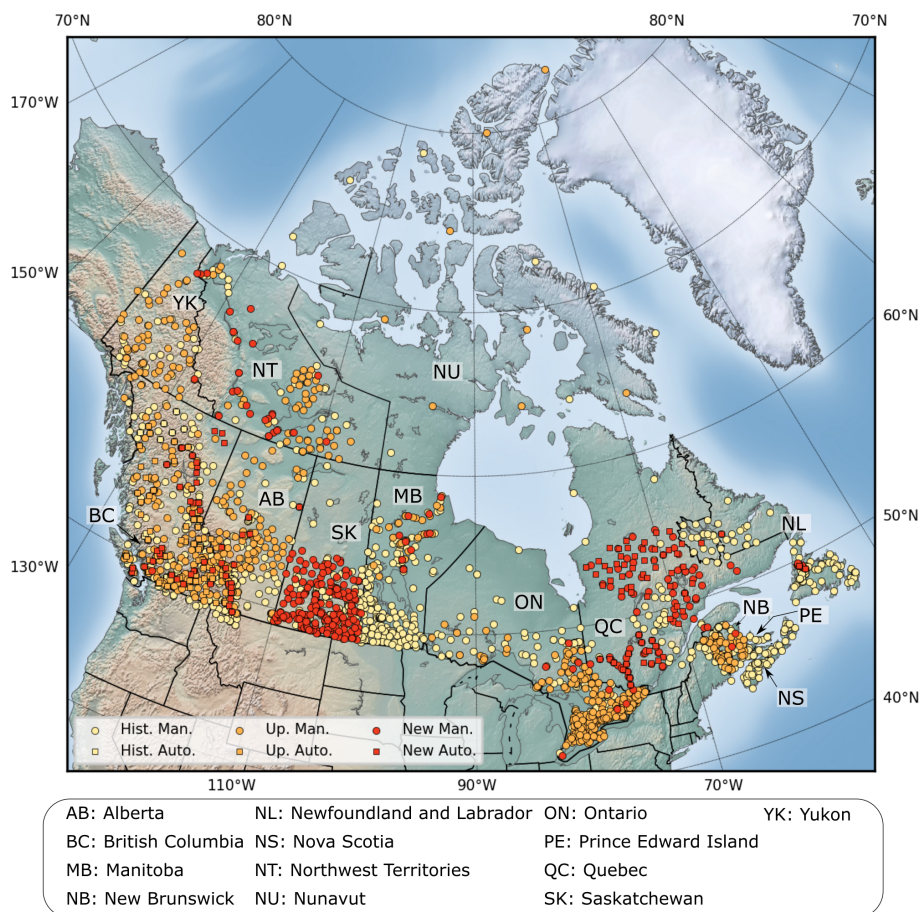 70°N 80°N 80°N 70°N
170°W
150°W
130°W
60°N
50°N
40°N
YK
NT
NU
BC
AB
SK
MB
ON
QC
NL
NB
PE
NS
Hist. Man. Up. Man. New Man.
Hist. Auto. Up. Auto. New Auto.
110°W 90°W 70°W
AB: Alberta NL: Newfoundland and Labrador ON: Ontario YK: Yukon
BC: British Columbia NS: Nova Scotia PE: Prince Edward Island
MB: Manitoba NT: Northwest Territories QC: Quebec
NB: New Brunswick NU: Nunavut SK: Saskatchewan